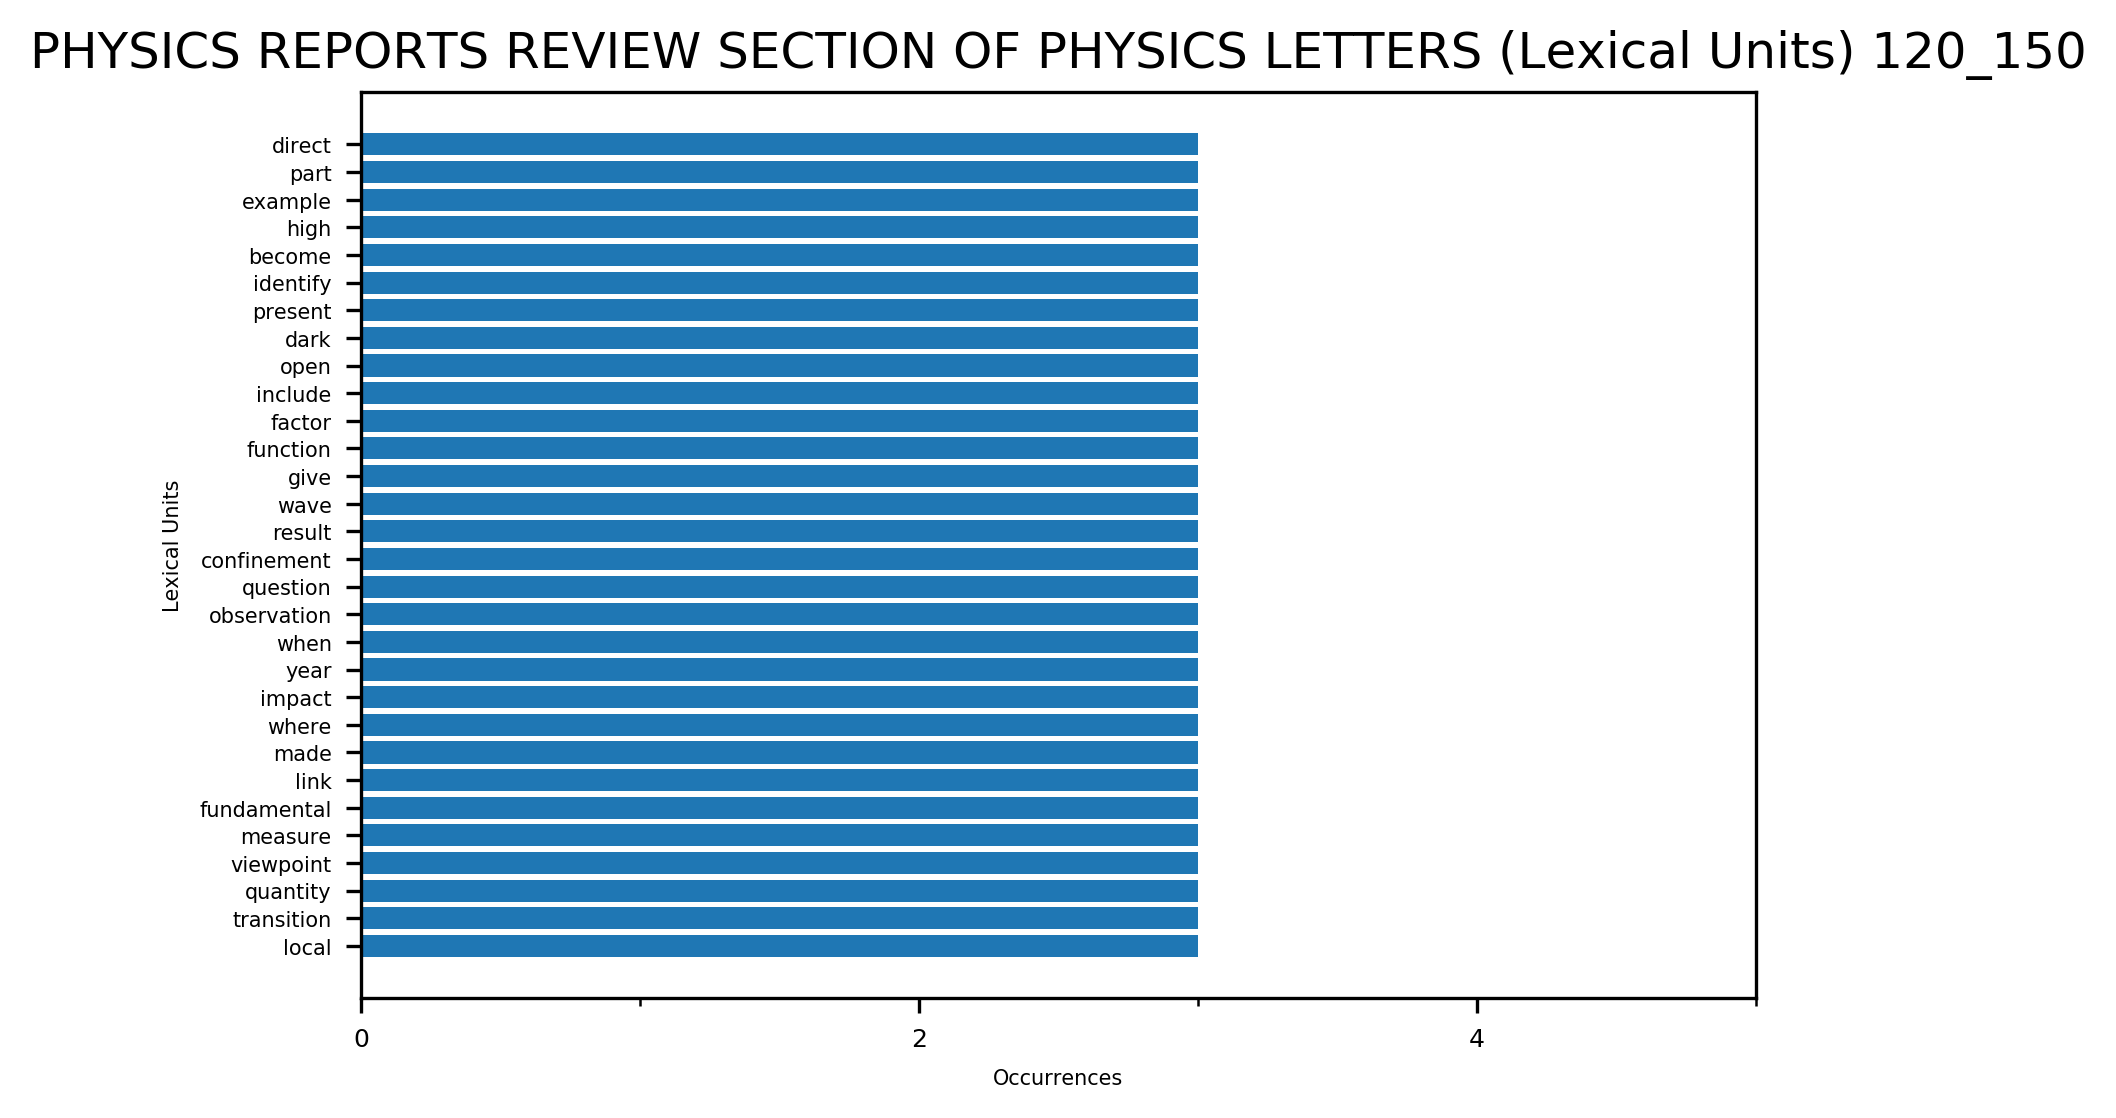 PHYSICS REPORTS REVIEW SECTION OF PHYSICS LETTERS (Lexical Units) 120_150
direct
part
example
high
become
identify
present
dark
open
include
factor
function
give
wave
result
confinement
question
observation
when
year
impact
where
made
link
fundamental
measure
viewpoint
quantity
transition
local
Lexical Units
0 2 4
Occurrences